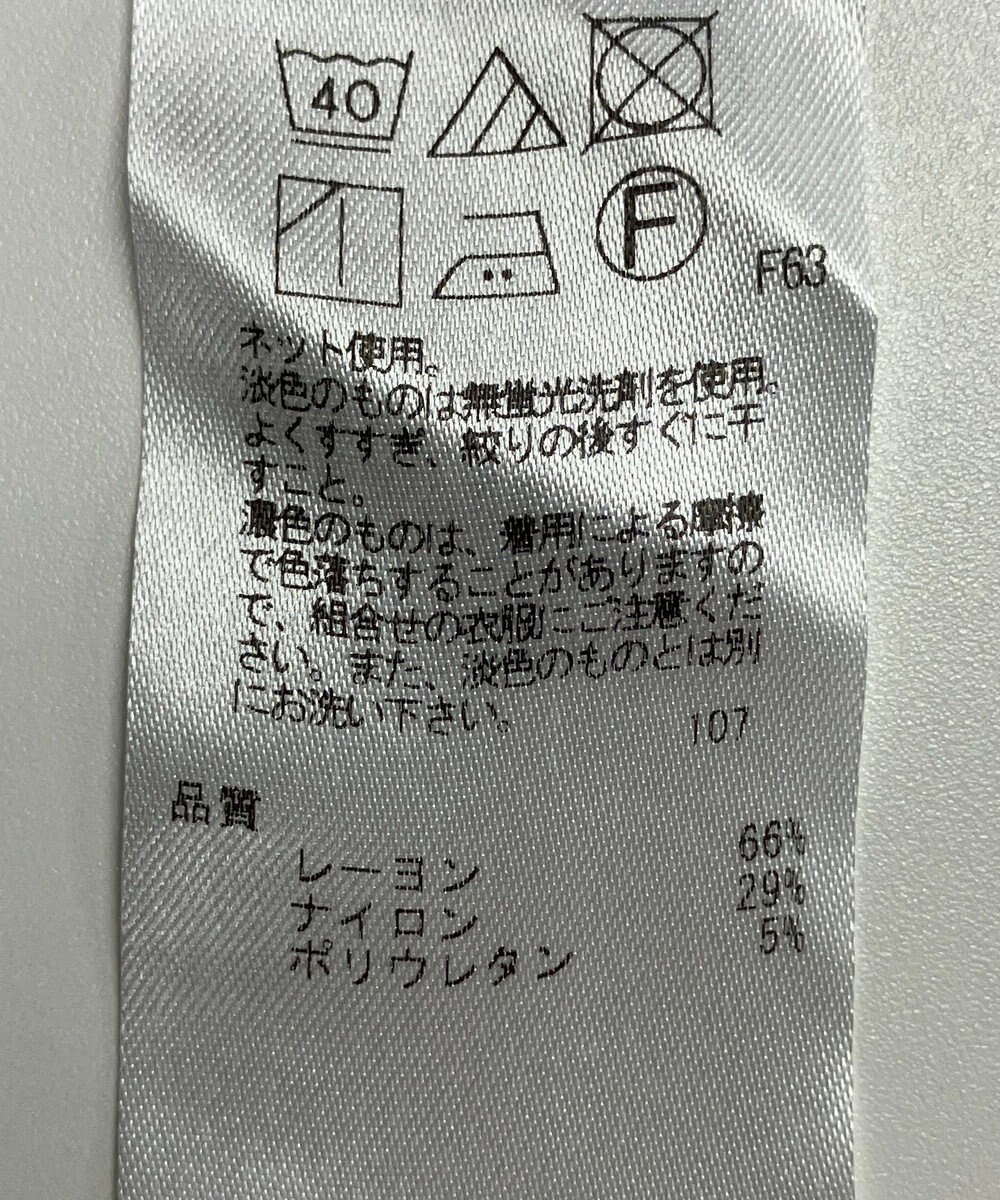 40
F
F63
ネット使用。
淡色のものは無蛍光洗剤を使用。
よくすすぎ、絞りの後すぐに干
すこと。
濃色のものは、着用による摩擦
で色落ちすることがありますの
で、組合せの衣服にご注意くだ
さい。また、淡色のものとは別
にお洗い下さい。
107
品質
レーヨン 66%
ナイロン 29%
ポリウレタン 5%